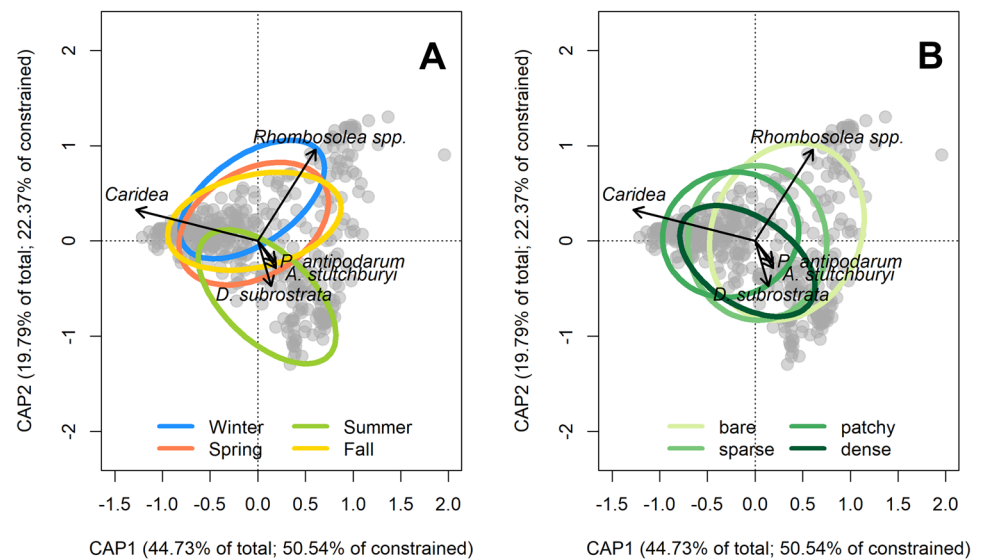 A
B
CAP2 (19.79% of total; 22.37% of constrained)
2
1
0
-1
-2
Rhombosolea spp.
Caridea
P. antipodarum
A. stutchburyi
D. subrostrata
Winter Summer
Spring Fall
-1.5 -1.0 -0.5 0.0 0.5 1.0 1.5 2.0
CAP1 (44.73% of total; 50.54% of constrained)
CAP2 (19.79% of total; 22.37% of constrained)
2
1
0
-1
-2
Rhombosolea spp.
Caridea
P. antipodarum
A. stutchburyi
D. subrostrata
bare patchy
sparse dense
-1.5 -1.0 -0.5 0.0 0.5 1.0 1.5 2.0
CAP1 (44.73% of total; 50.54% of constrained)